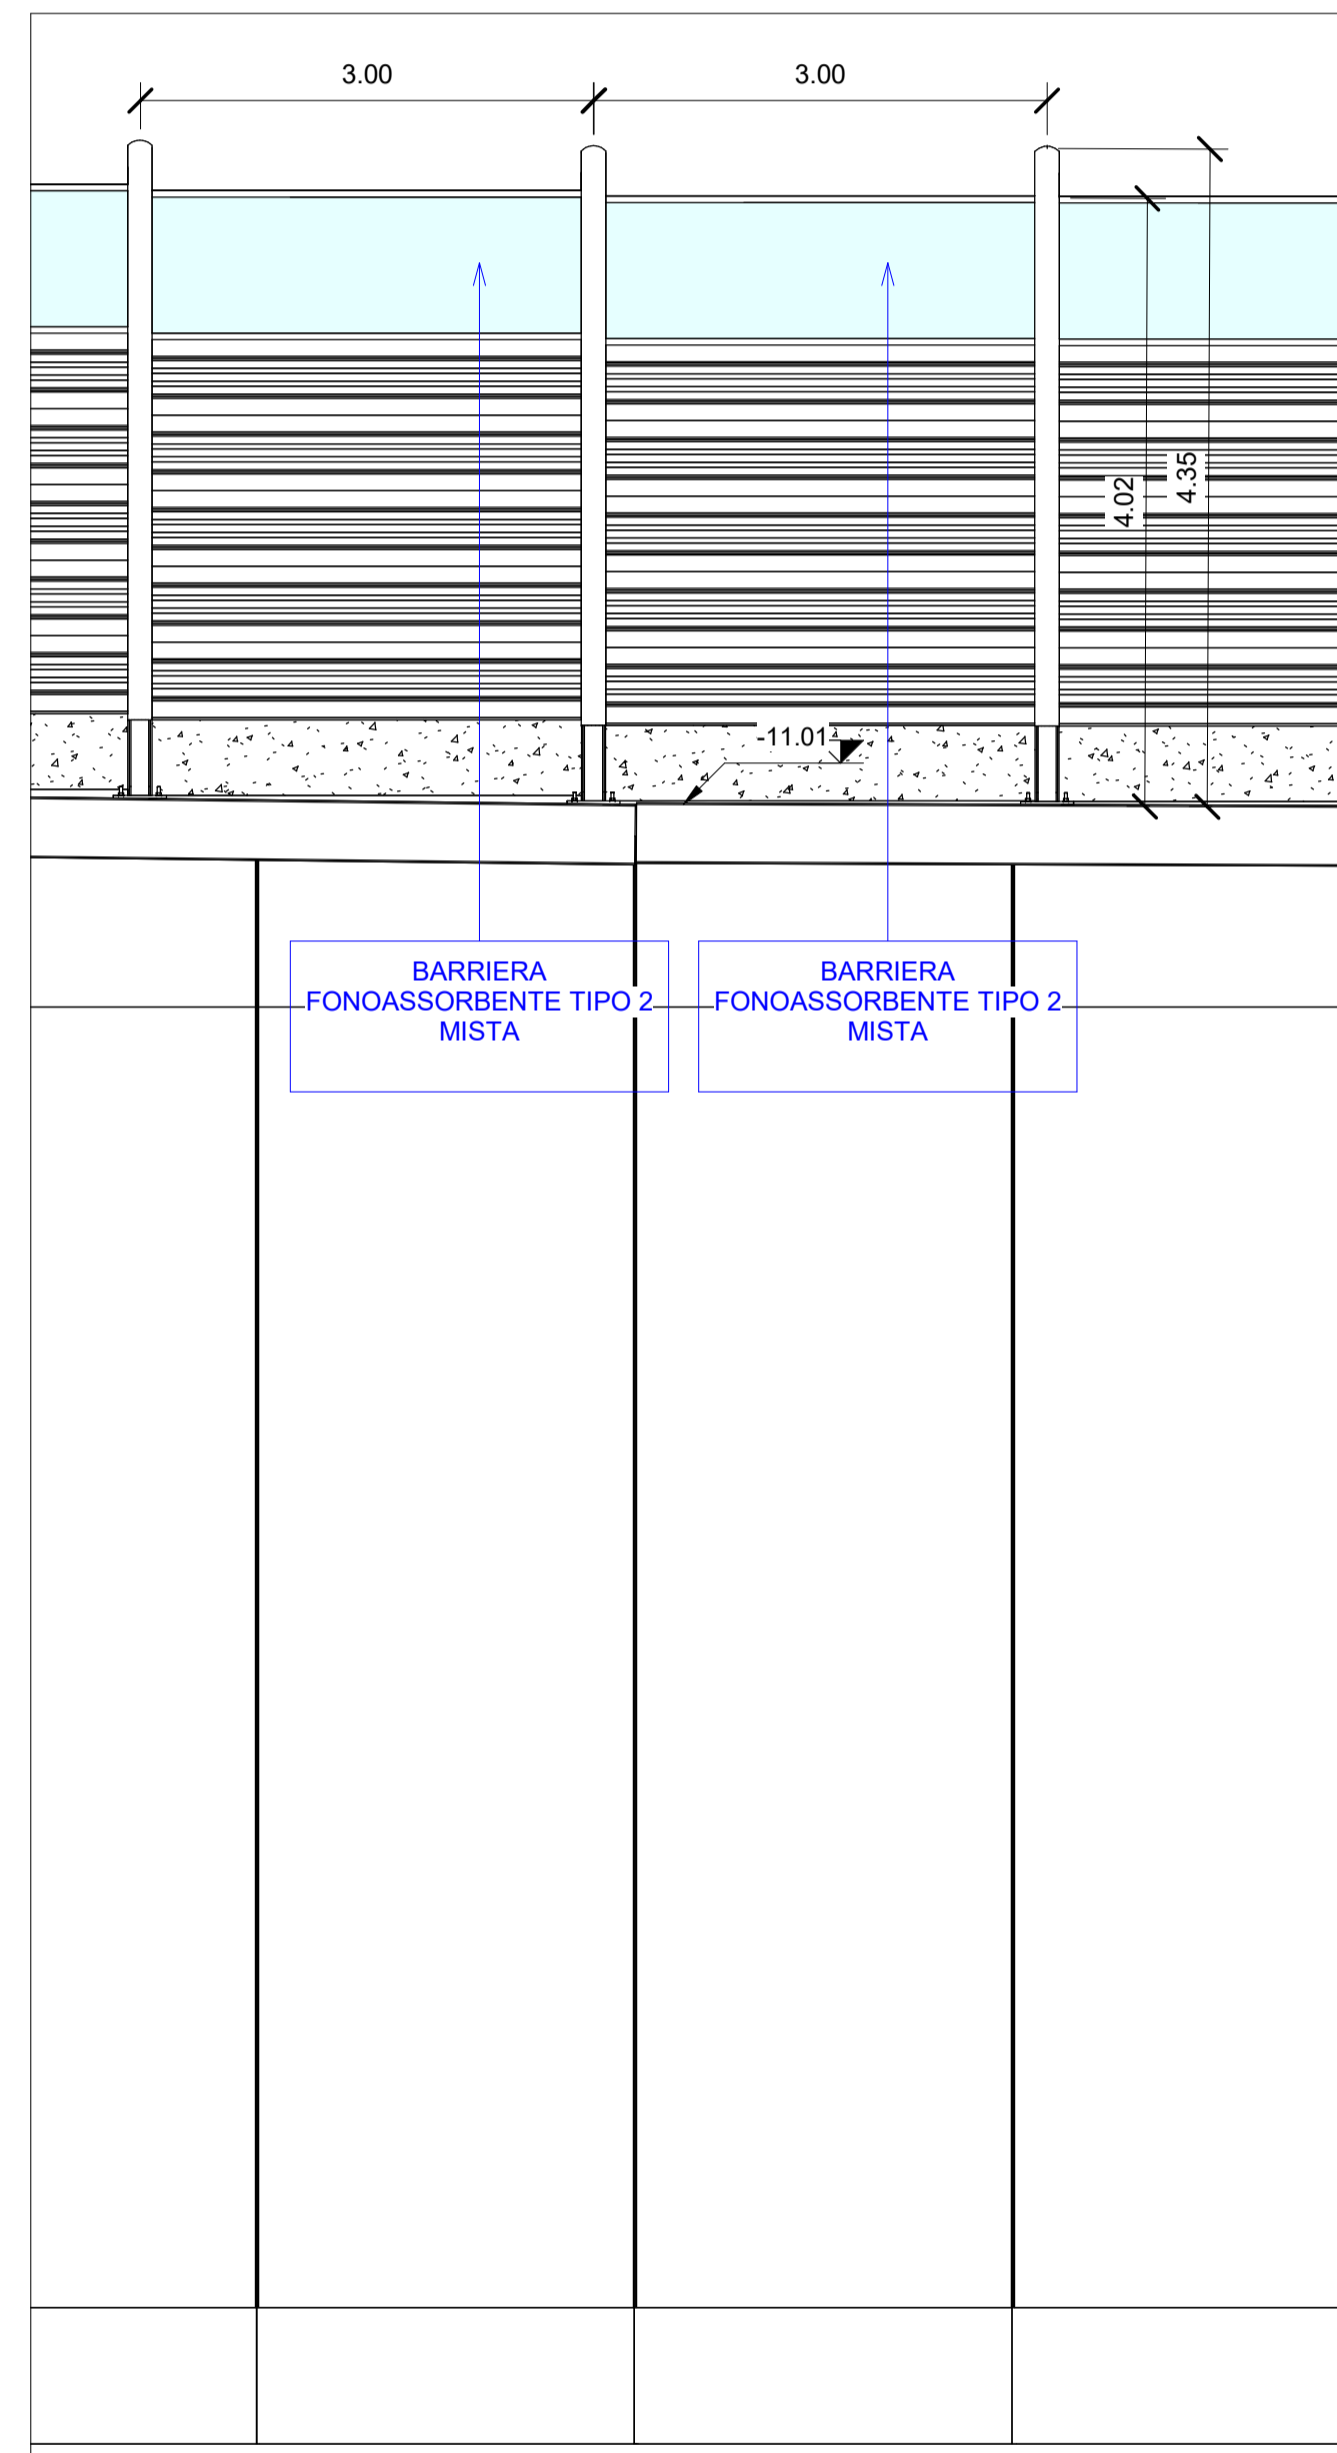 3.00
3.00
4.02
4.35
-11.01
BARRIERA
FONOASSORBENTE TIPO 2
MISTA
BARRIERA
FONOASSORBENTE TIPO 2
MISTA